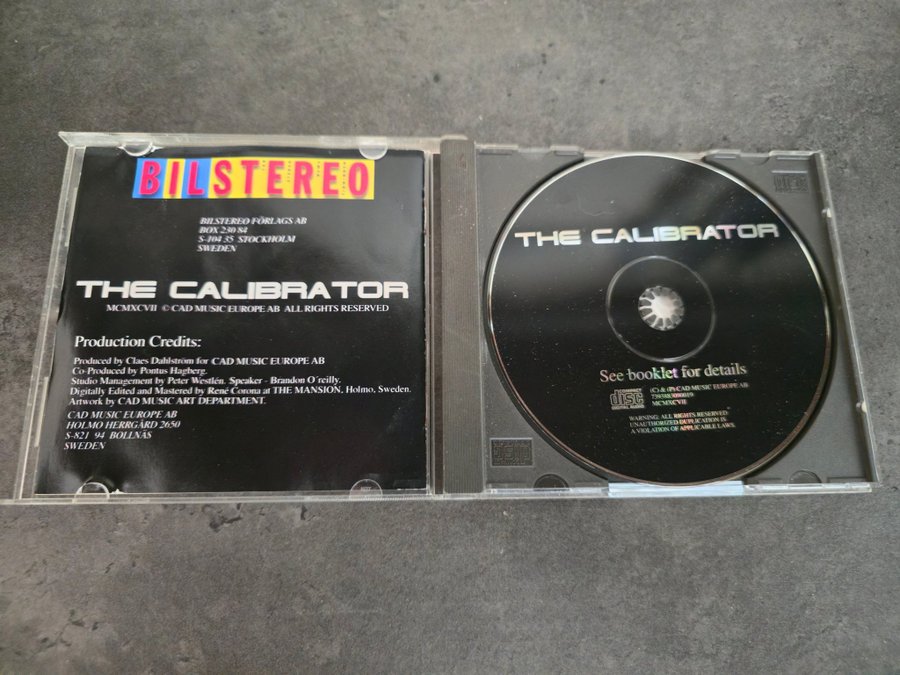 BILSTEREO
BILSTEREO FÖRLAGS AB
BOX 230 84
S-104 35 STOCKHOLM
SWEDEN
THE CALIBRATOR
MCMXCVII © CAD MUSIC EUROPE AB ALL RIGHTS RESERVED
Production Credits:
Produced by Claes Dahlström for CAD MUSIC EUROPE AB
Co-Produced by Pontus Hagberg.
Studio Management by Peter Westlén. Speaker - Brandon O´reilly.
Digitally Edited and Mastered by René Corona at THE MANSION, Holmo, Sweden.
Artwork by CAD MUSIC ART DEPARTMENT.
CAD MUSIC EUROPE AB
HOLMO HERRGÅRD 2650
S-821 94 BOLLNÄS
SWEDEN
THE CALIBRATOR
See booklet for details
COMPACT
disc
DIGITAL AUDIO
(C) & (P) CAD MUSIC EUROPE AB
MCMXCVII
WARNING: ALL RIGHTS RESERVED
UNAUTHORIZED DUPLICATION IS
A VIOLATION OF APPLICABLE LAWS.